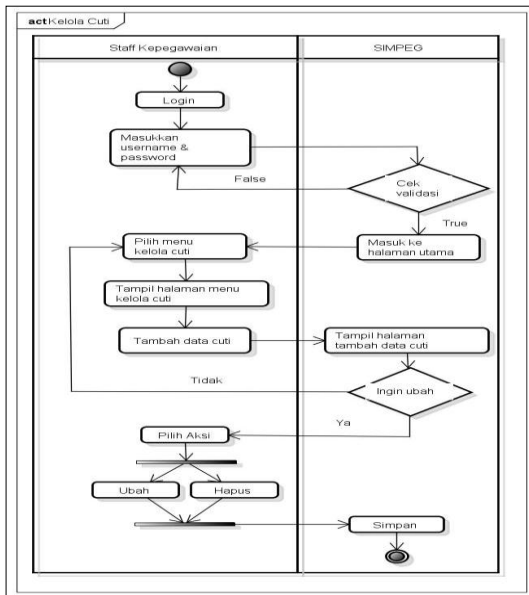 act Kelola Cuti
Staff Kepegawaian
SIMPEG
Login
Masukkan
username &
password
False
Cek
validasi
True
Pilih menu
kelola cuti
Masuk ke
halaman utama
Tampil halaman menu
kelola cuti
Tambah data cuti
Tampil halaman
tambah data cuti
Tidak
Ingin ubah
Ya
Pilih Aksi
Ubah
Hapus
Simpan